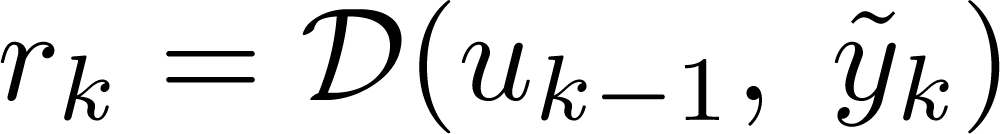 $r_k = \mathcal{D}(u_{k-1}, \tilde{y}_k)$